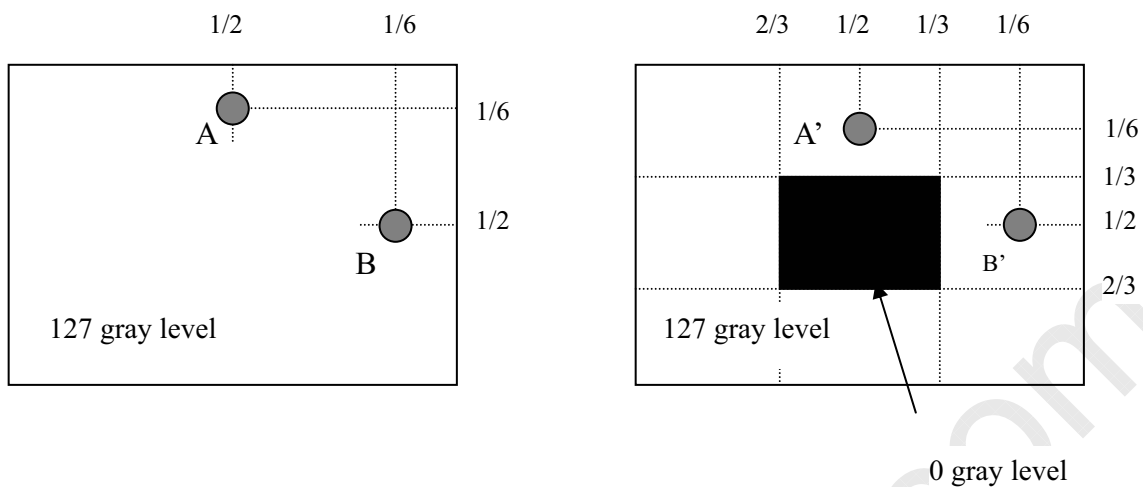 1/2 1/6
1/6
A
1/2
B
127 gray level
2/3 1/2 1/3 1/6
A’ 1/6
1/3
1/2
B’
2/3
127 gray level
0 gray level
com